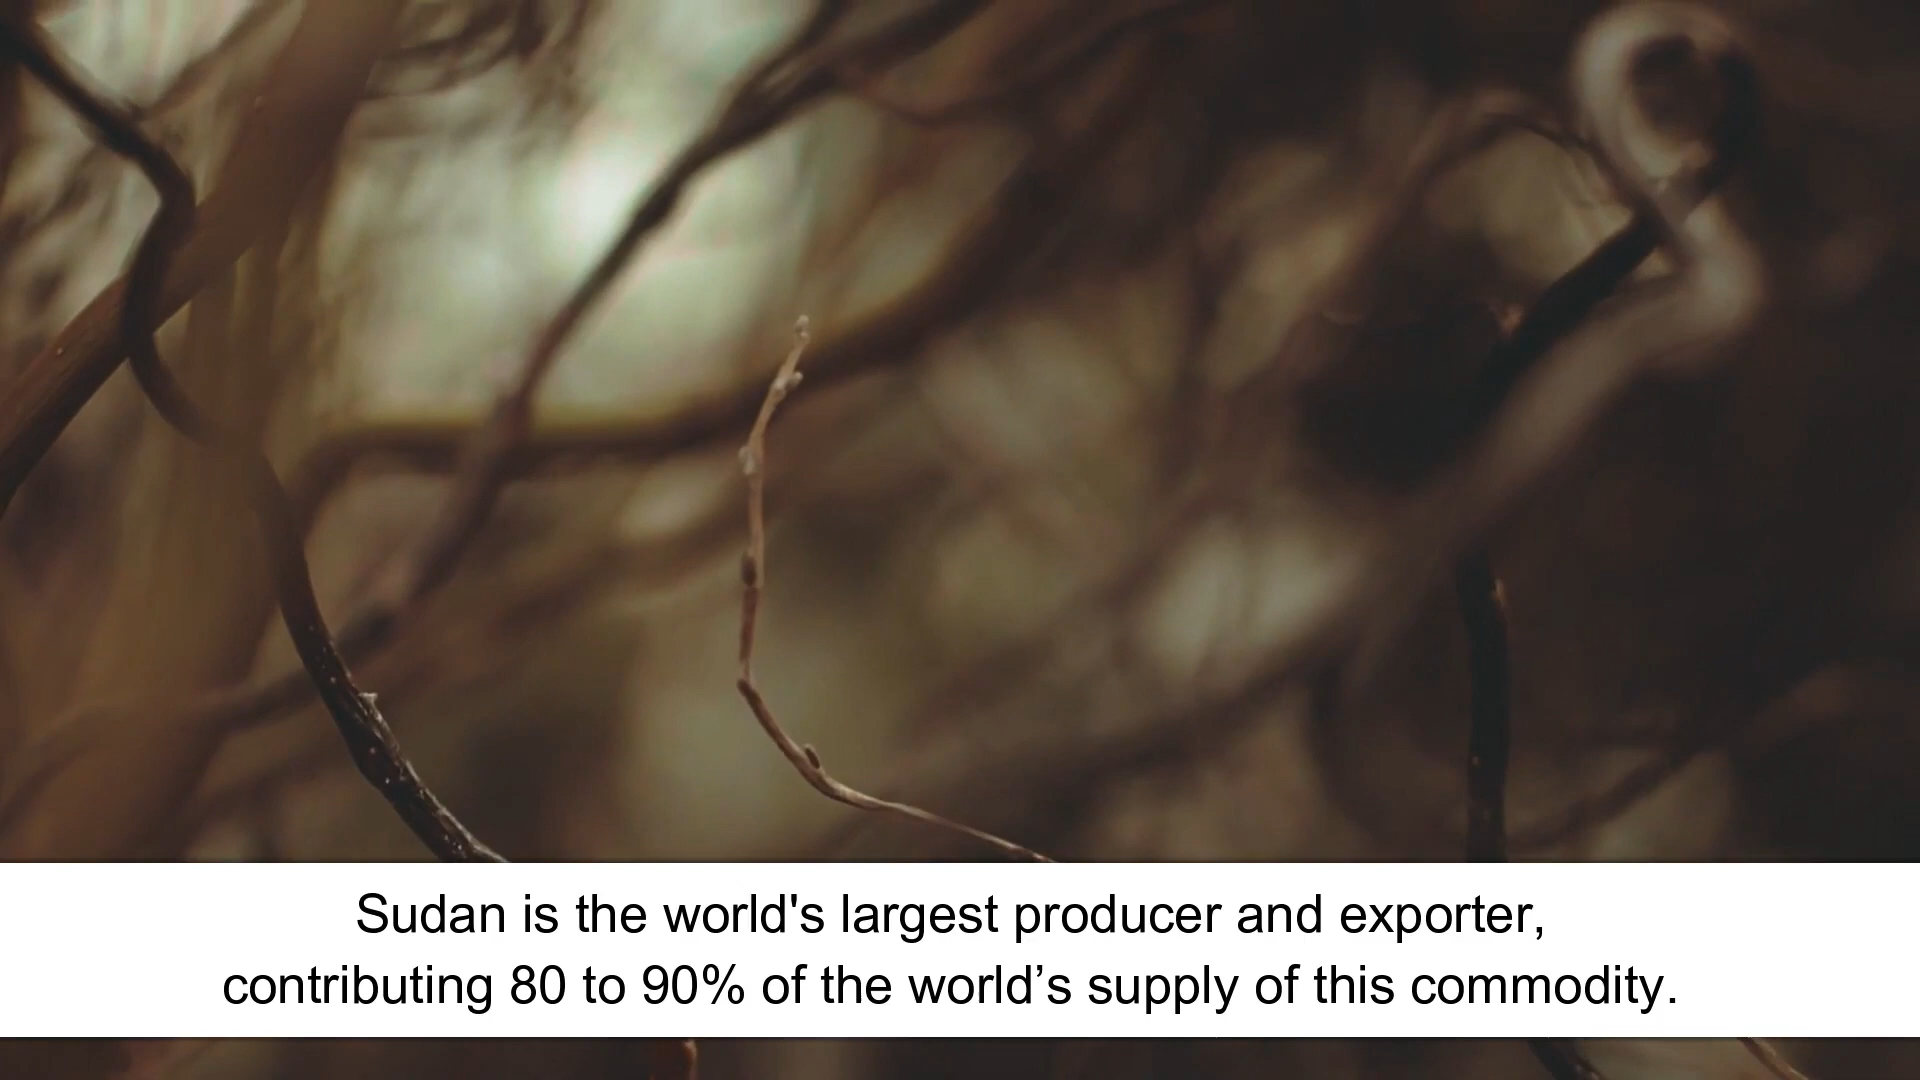 Sudan is the world's largest producer and exporter,
contributing 80 to 90% of the world’s supply of this commodity.